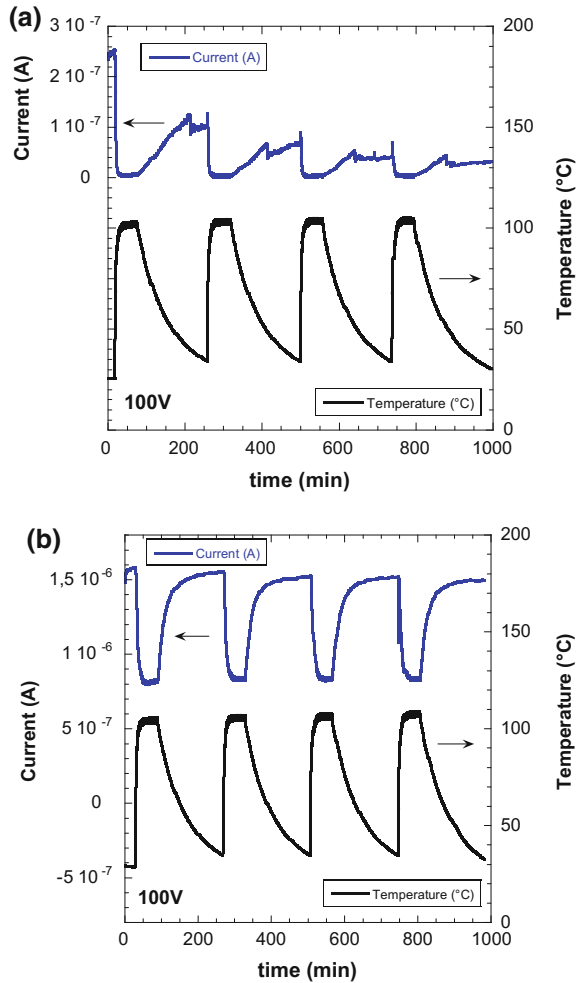 (a)
3 10⁻⁷
2 10⁻⁷
1 10⁻⁷
0
Current (A)
Current (A)
200
150
100
50
0
Temperature (°C)
100V
Temperature (°C)
0 200 400 600 800 1000
time (min)
(b)
1,5 10⁻⁶
1 10⁻⁶
5 10⁻⁷
0
-5 10⁻⁷
Current (A)
Current (A)
200
150
100
50
0
Temperature (°C)
100V
Temperature (°C)
0 200 400 600 800 1000
time (min)